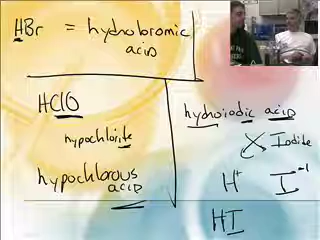 HBr = hydrobromic
acid
HClO
hypochlorite
hypochlorous
acid
hydroiodic acid
Iodide
H+ I-1
HI